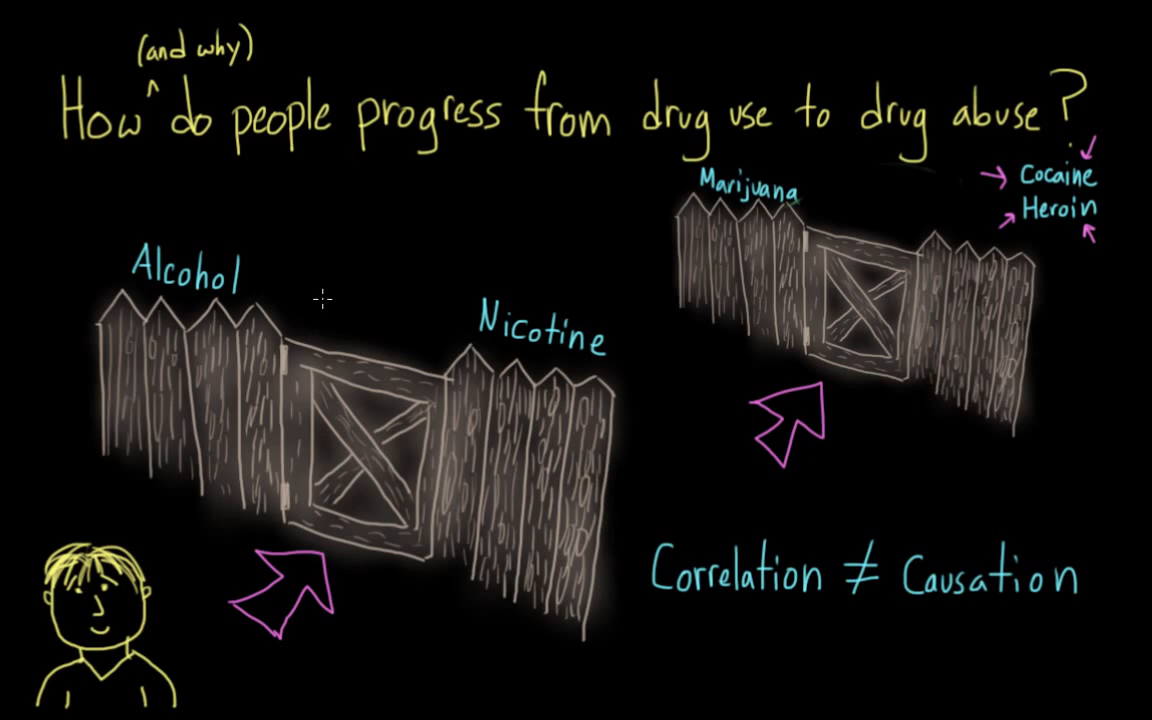 (and why)
How ^ do people progress from drug use to drug abuse?
Marijuana
Cocaine
Heroin
Alcohol
Nicotine
Correlation ≠ Causation